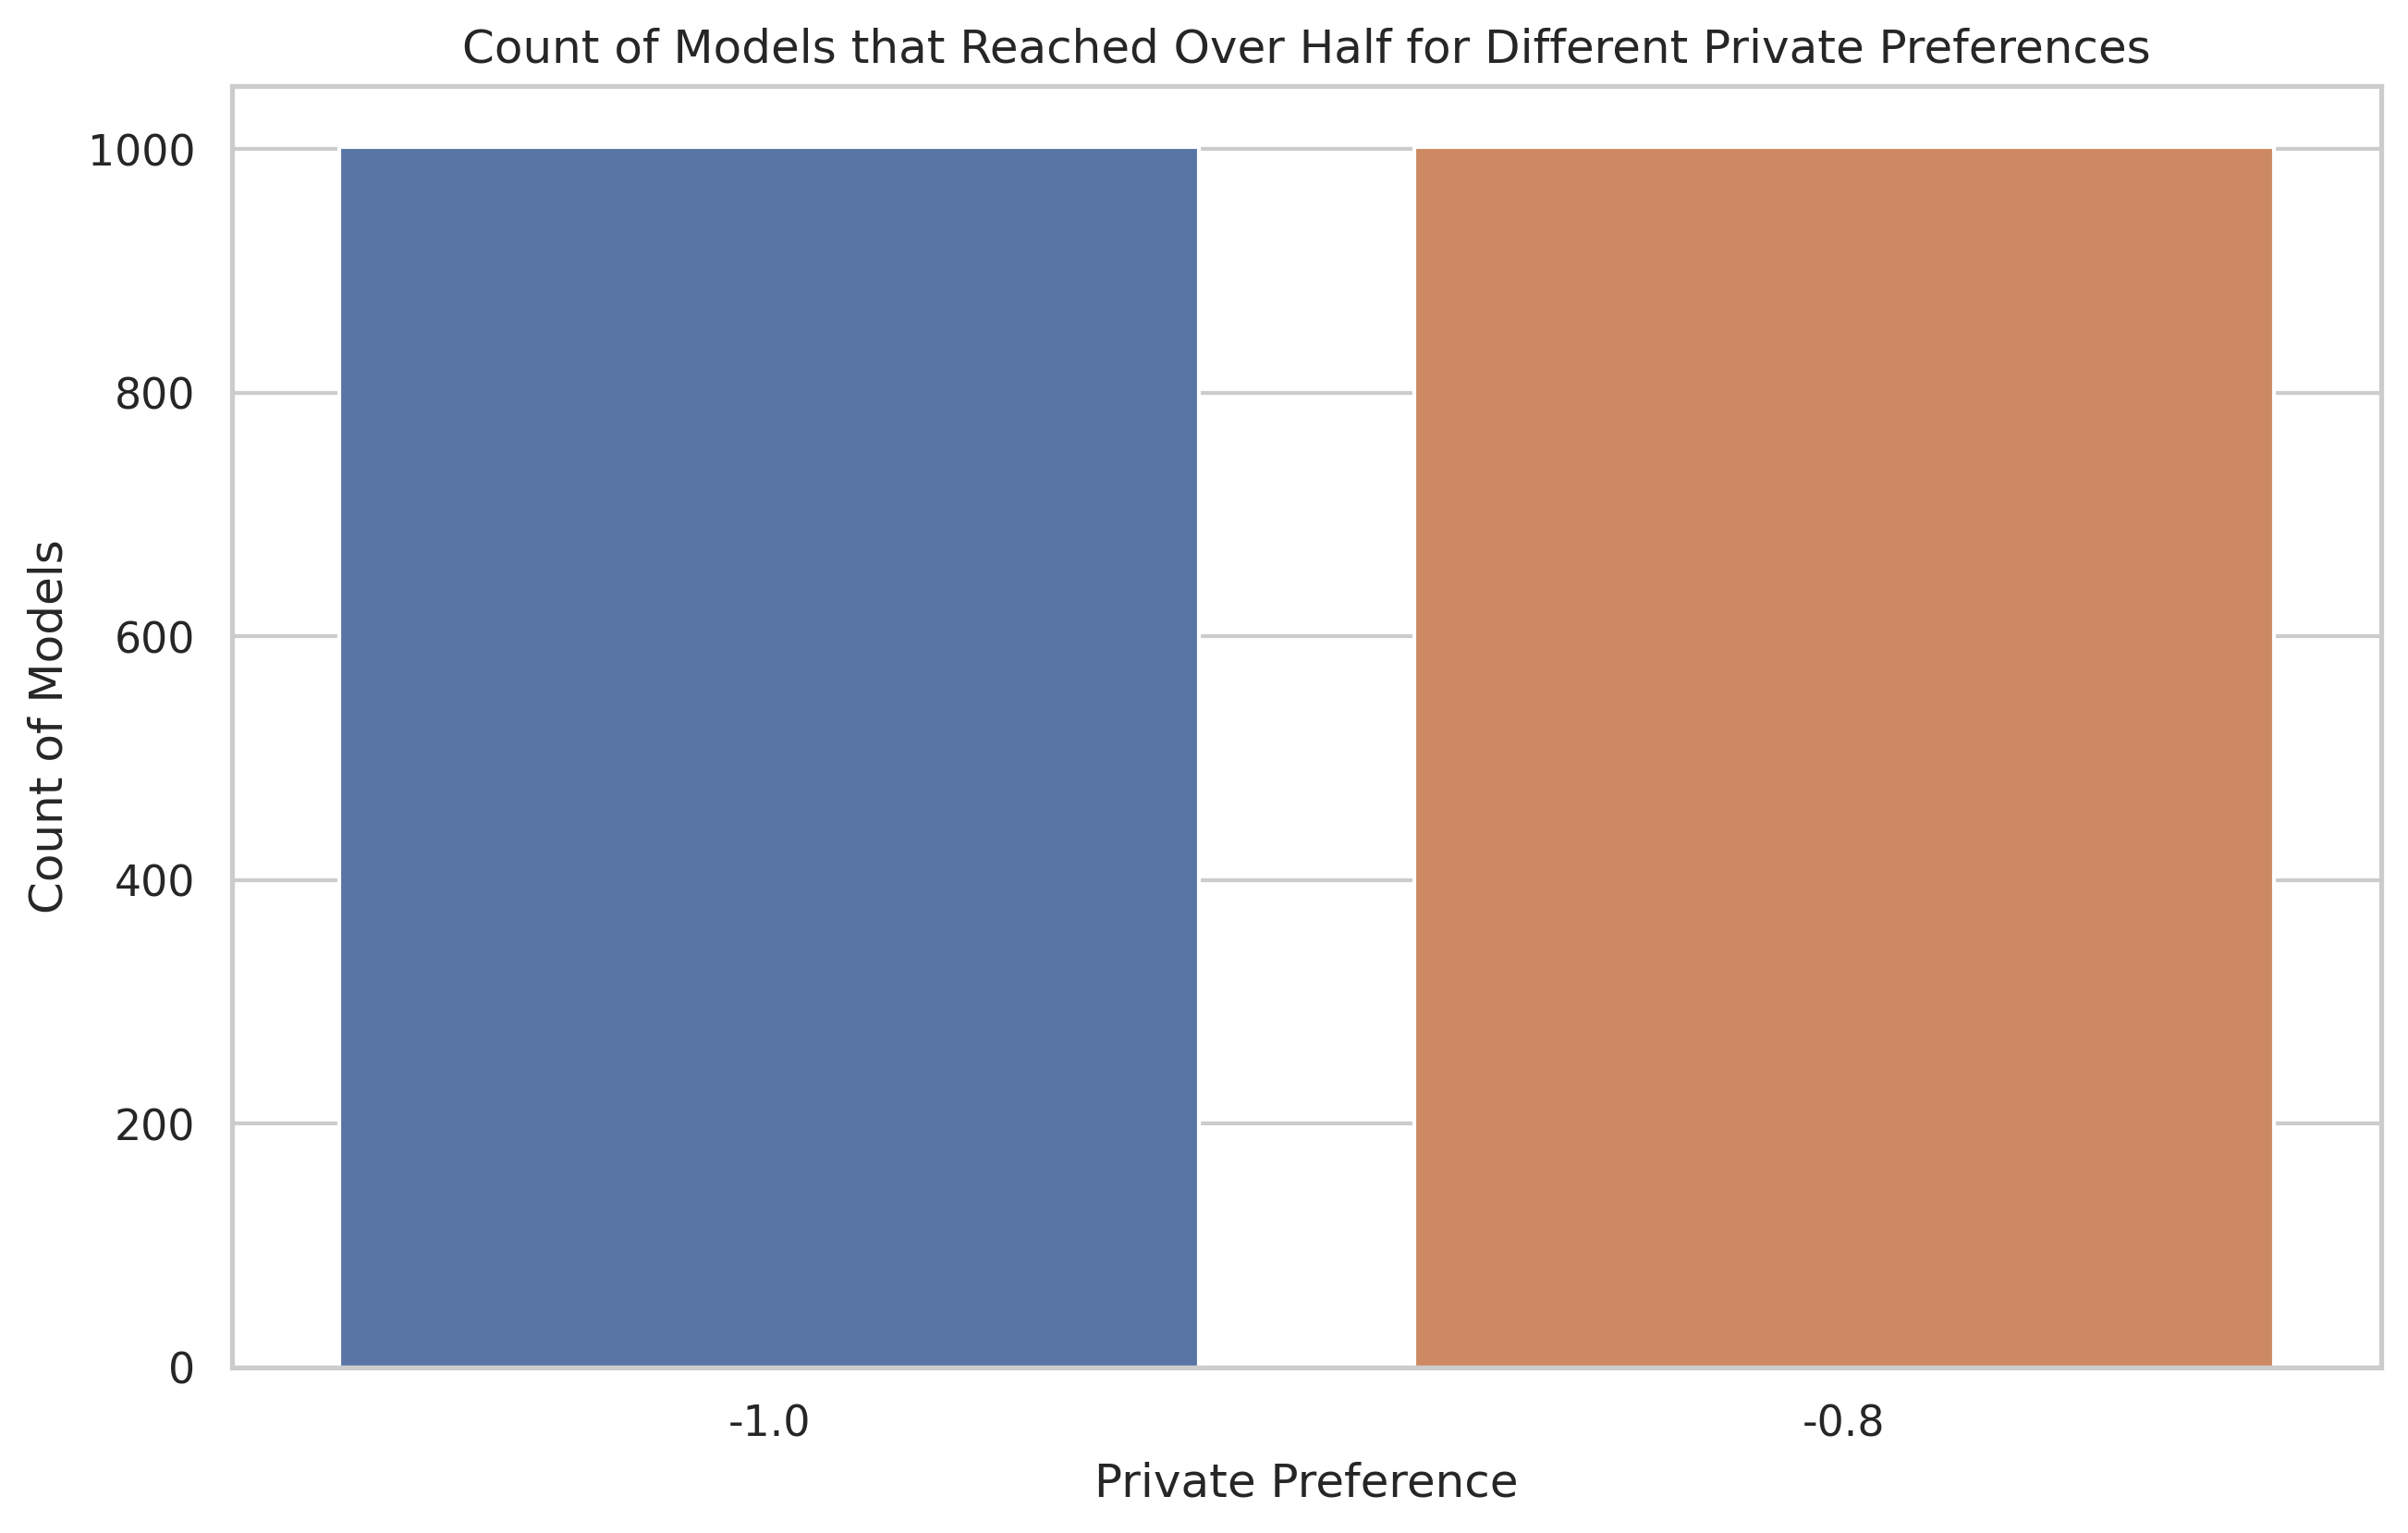 Count of Models that Reached Over Half for Different Private Preferences
1000
800
600
400
200
0
Count of Models
-1.0
-0.8
Private Preference